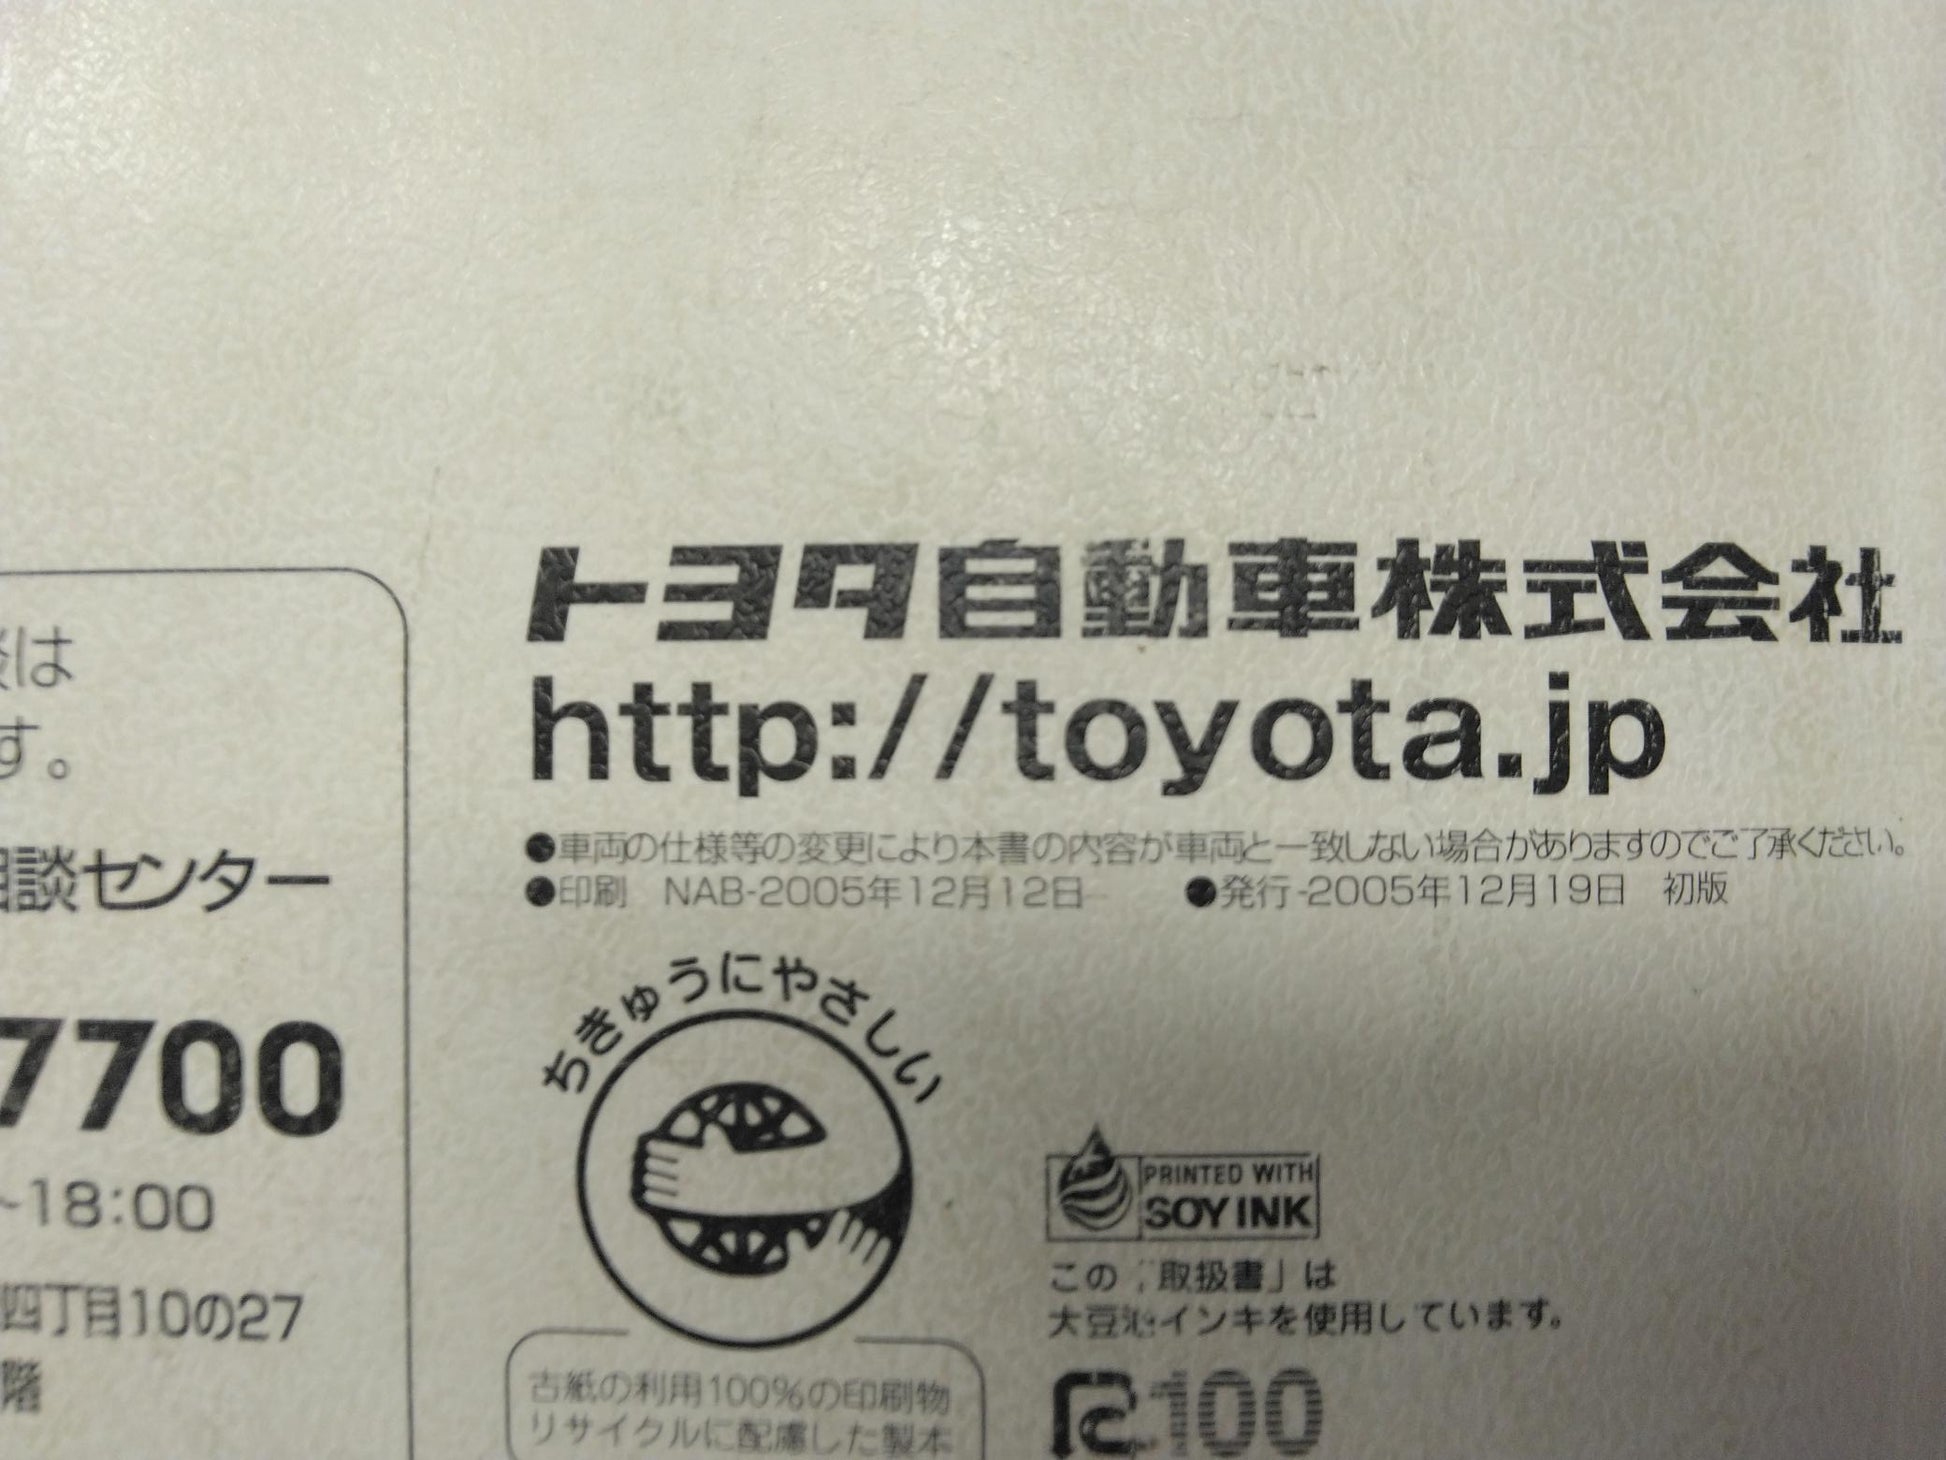 トヨタ自動車株式会社
http://toyota.jp
●車両の仕様等の変更により本書の内容が車両と一致しない場合がありますのでご了承ください。
●印刷 NAB-2005年12月12日 ●発行-2005年12月19日 初版
は
す。
相談センター
7700
~18:00
四丁目10の27
階
ちきゅうにやさしい
古紙の利用100%の印刷物
リサイクルに配慮した製本
PRINTED WITH
SOY INK
この「取扱書」は
大豆油インキを使用しています。
R100